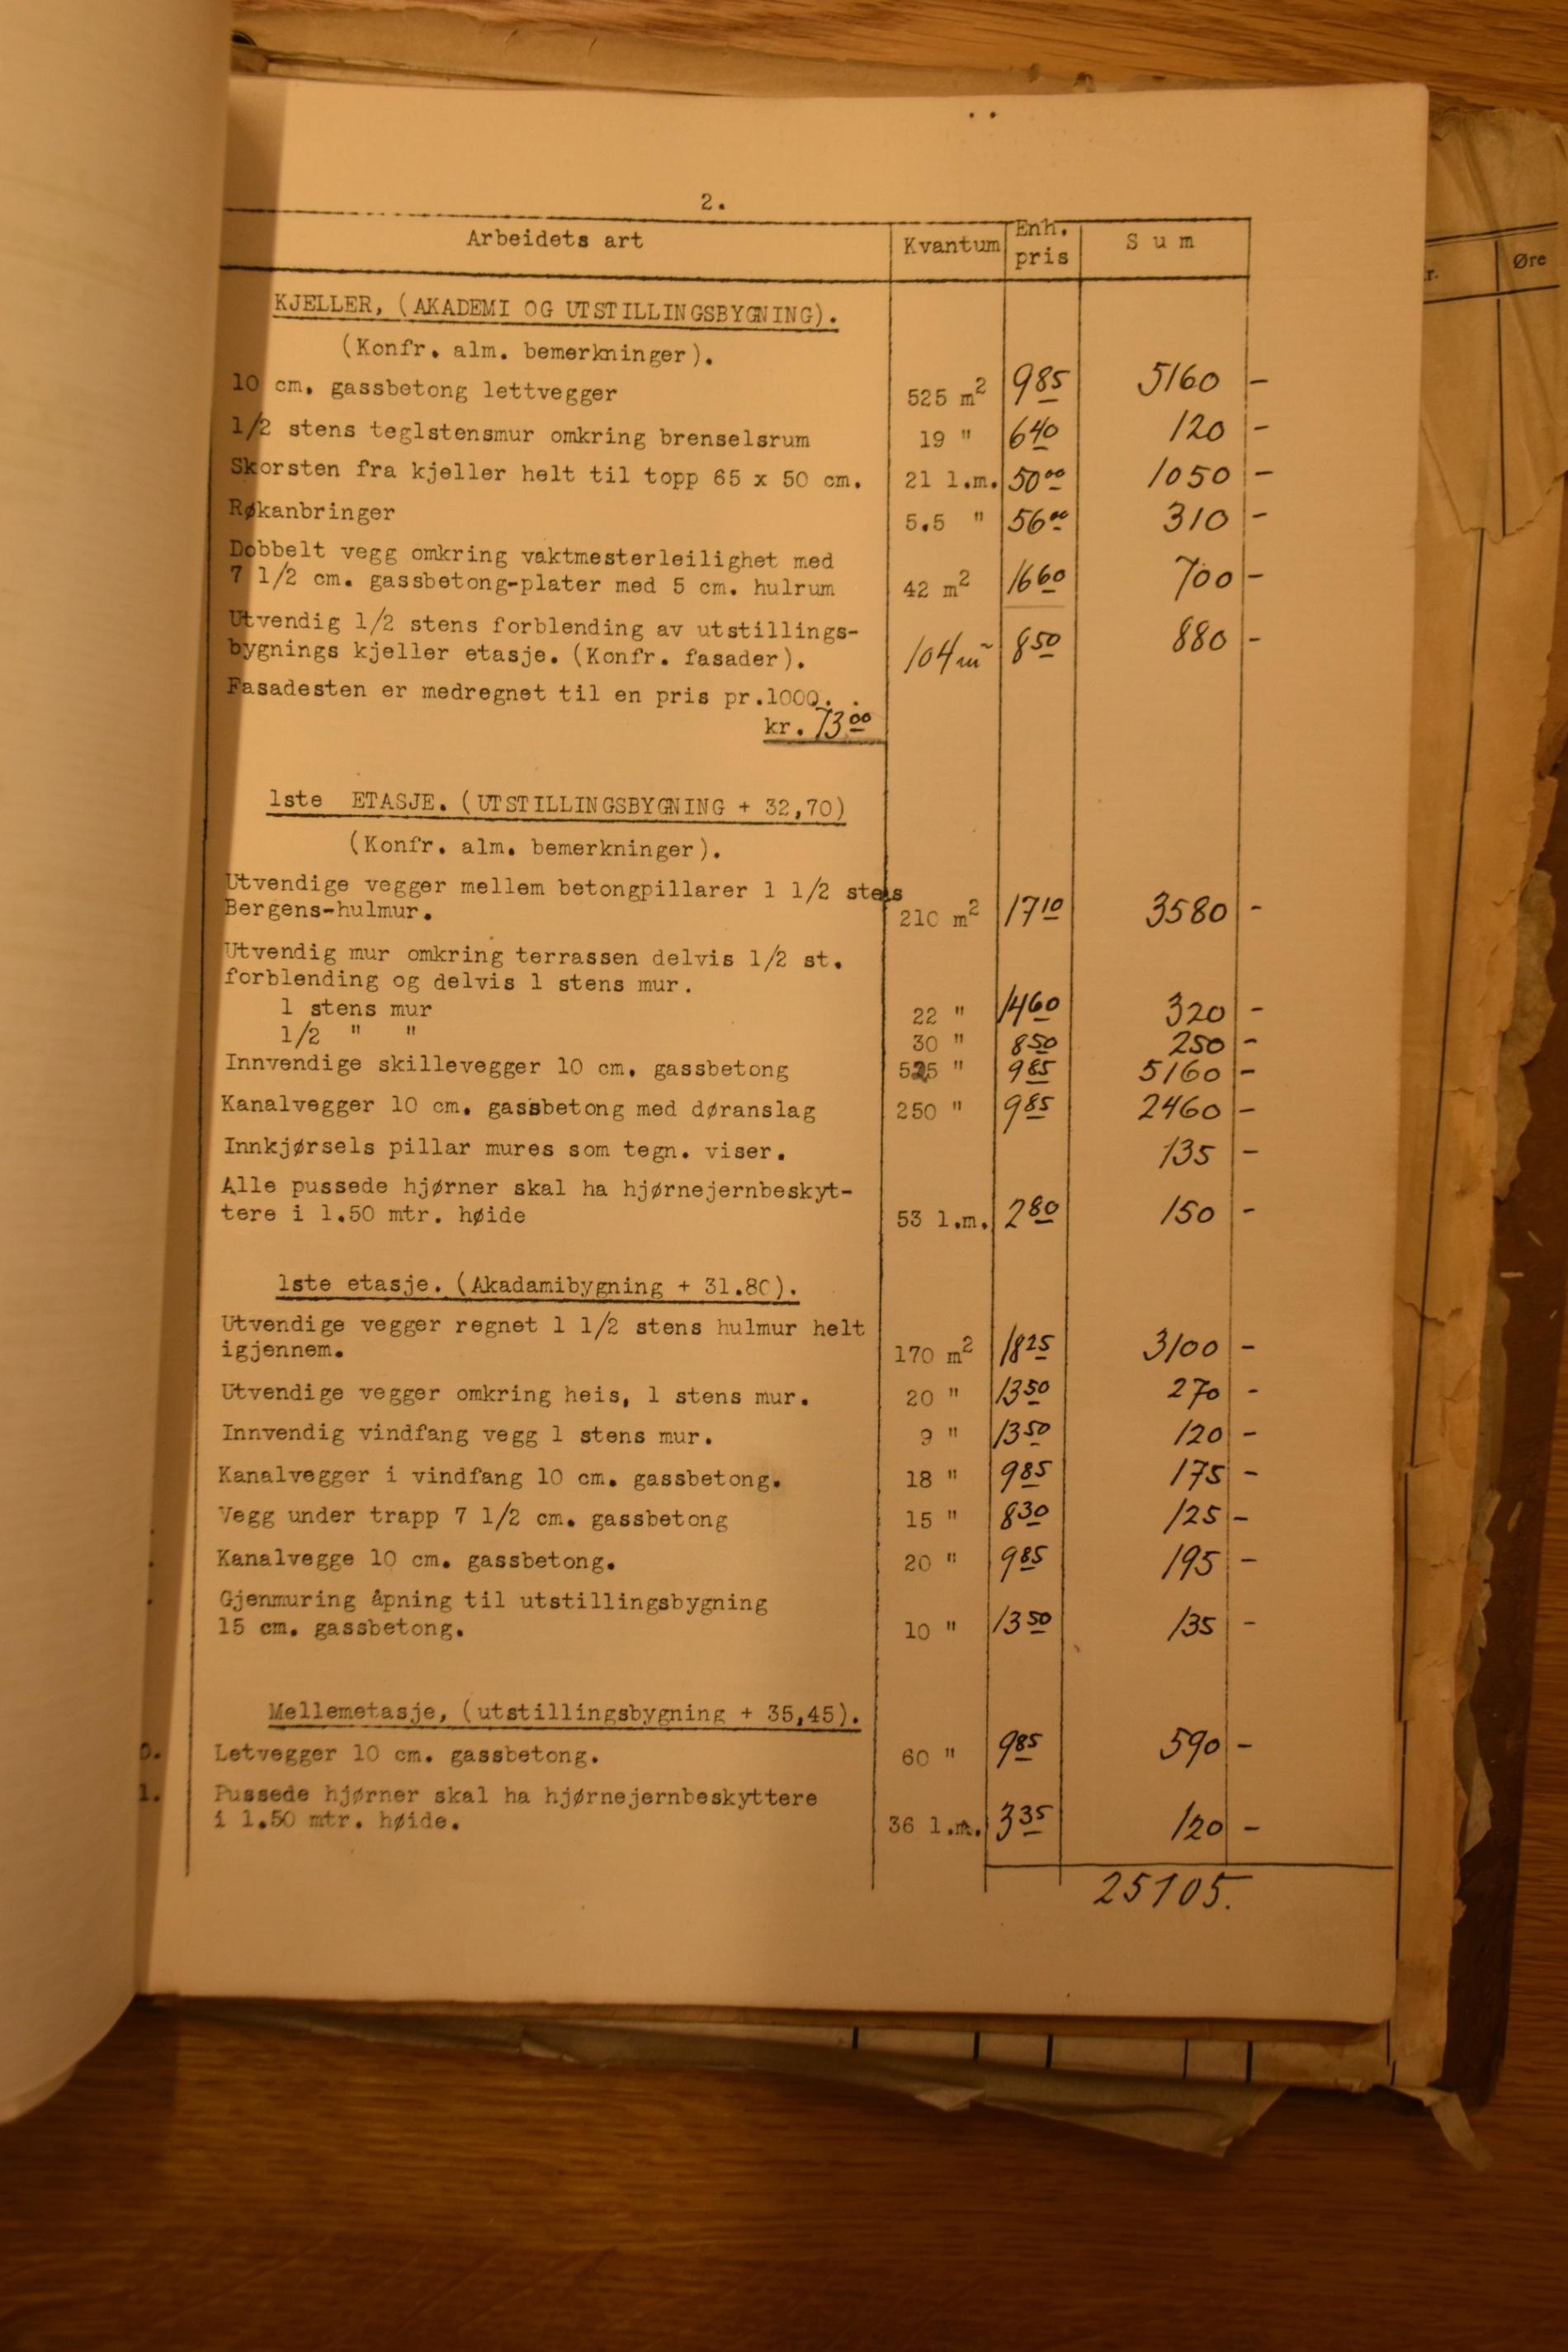 2.
Arbeidets art Kvantum Enh. pris Sum
KJELLER, (AKADEMI OG UTSTILLINGSBYGNING).
(Konfr. alm. bemerkninger).
10 cm. gassbetong lettvegger 525 m2 985 5160 -
1/2 stens teglstensmur omkring brenselsrum 19 " 640 120 -
Skorsten fra kjeller helt til topp 65 x 50 cm. 21 l.m. 50 00 1050 -
Røkanbringer 5.5 " 56 00 310 -
Dobbelt vegg omkring vaktmesterleilighet med
7 1/2 cm. gassbetong-plater med 5 cm. hulrum 42 m2 1660 700 -
Utvendig 1/2 stens forblending av utstillings-
bygnings kjeller etasje. (Konfr. fasader). 104 m2 850 880 -
Fasadesten er medregnet til en pris pr.1000.
kr. 73 00
1ste ETASJE. (UTSTILLINGSBYGNING + 32,70)
(Konfr. alm. bemerkninger).
Utvendige vegger mellem betongpillarer 1 1/2 stens
Bergens-hulmur. 210 m2 17 10 3580 -
Utvendig mur omkring terrassen delvis 1/2 st.
forblending og delvis 1 stens mur.
1 stens mur 22 " 1460 320 -
1/2 " " 30 " 850 250 -
Innvendige skillevegger 10 cm. gassbetong 525 " 985 5160 -
Kanalvegger 10 cm. gassbetong med døranslag 250 " 985 2460 -
Innkjørsels pillar mures som tegn. viser. 135 -
Alle pussede hjørner skal ha hjørnejernbeskyt-
tere i 1.50 mtr. høide 53 l.m. 280 150 -
1ste etasje. (Akadamibygning + 31.80).
Utvendige vegger regnet 1 1/2 stens hulmur helt
igjennem. 170 m2 1825 3100 -
Utvendige vegger omkring heis, 1 stens mur. 20 " 1350 270 -
Innvendig vindfang vegg 1 stens mur. 9 " 1350 120 -
Kanalvegger i vindfang 10 cm. gassbetong. 18 " 985 175 -
Vegg under trapp 7 1/2 cm. gassbetong 15 " 830 125 -
Kanalvegge 10 cm. gassbetong. 20 " 985 195 -
Gjenmuring åpning til utstillingsbygning
15 cm. gassbetong. 10 " 1350 135 -
Mellemetasje, (utstillingsbygning + 35,45).
Letvegger 10 cm. gassbetong. 60 " 985 590 -
1. Pussede hjørner skal ha hjørnejernbeskyttere
i 1.50 mtr. høide. 36 l.m. 335 120 -
25105.
r. Øre